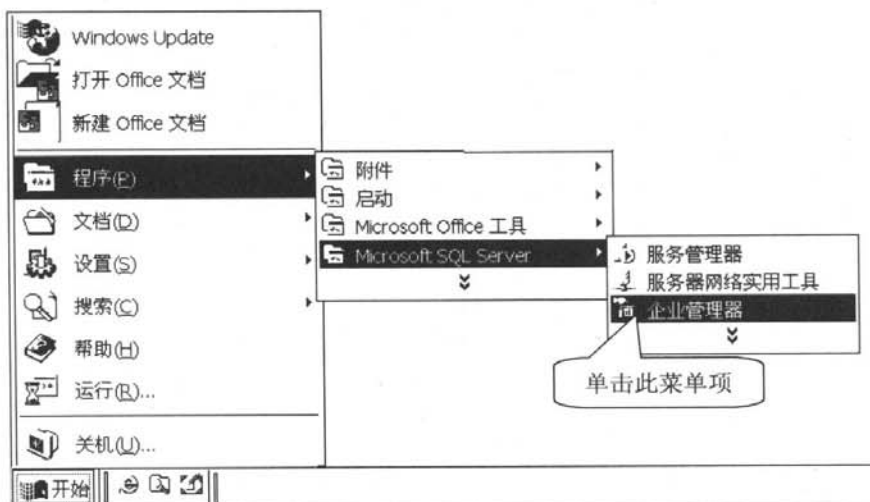 Windows Update
打开 Office 文档
新建 Office 文档
程序(P)
文档(D)
设置(S)
搜索(C)
帮助(H)
运行(R)...
关机(U)...
开始
附件
启动
Microsoft Office 工具
Microsoft SQL Server
服务管理器
服务器网络实用工具
企业管理器
单击此菜单项